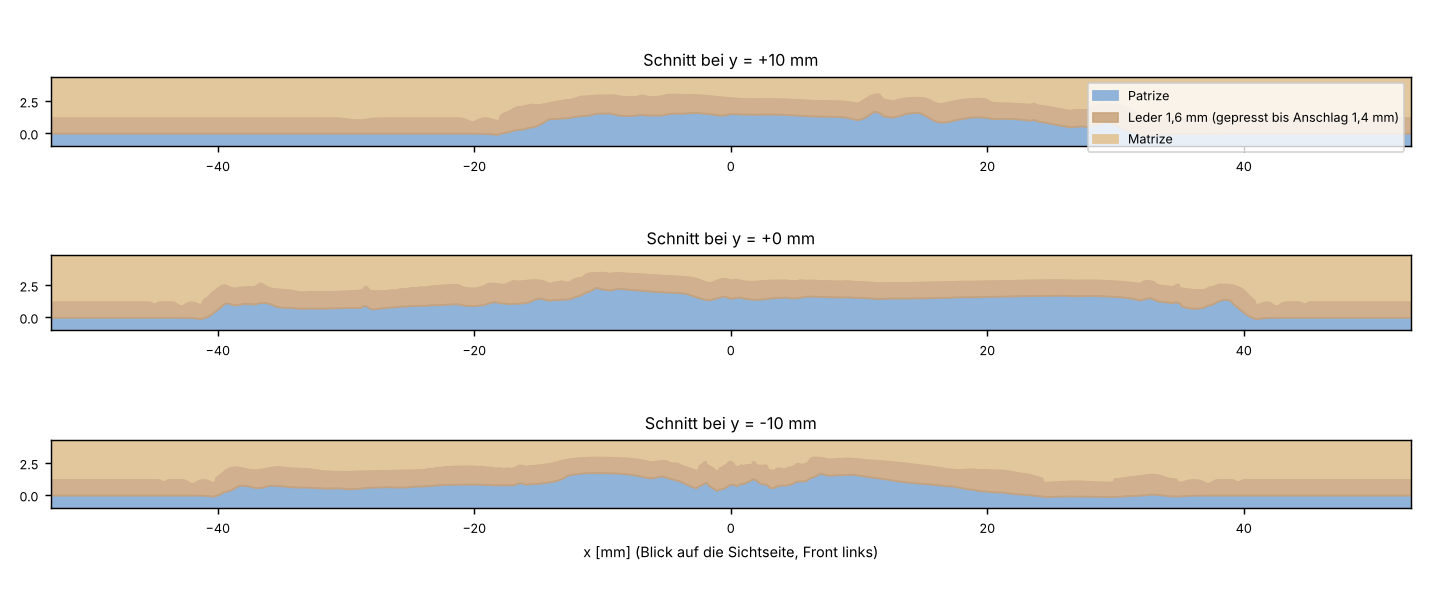 Schnitt bei y = +10 mm
2.5
0.0
Patrize
Leder 1,6 mm (gepresst bis Anschlag 1,4 mm)
Matrize
−40 −20 0 20 40
Schnitt bei y = +0 mm
2.5
0.0
−40 −20 0 20 40
Schnitt bei y = -10 mm
2.5
0.0
−40 −20 0 20 40
x [mm] (Blick auf die Sichtseite, Front links)